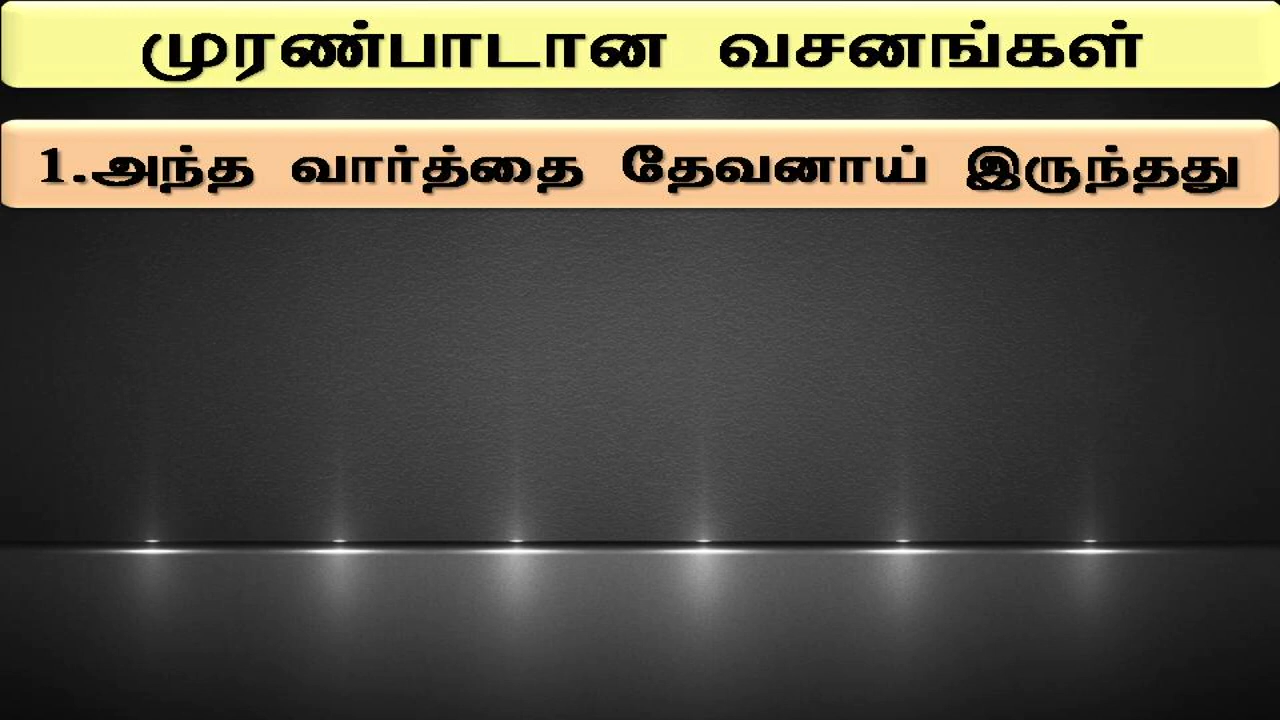 முரண்பாடான வசனங்கள்
1.அந்த வார்த்தை தேவனாய் இருந்தது